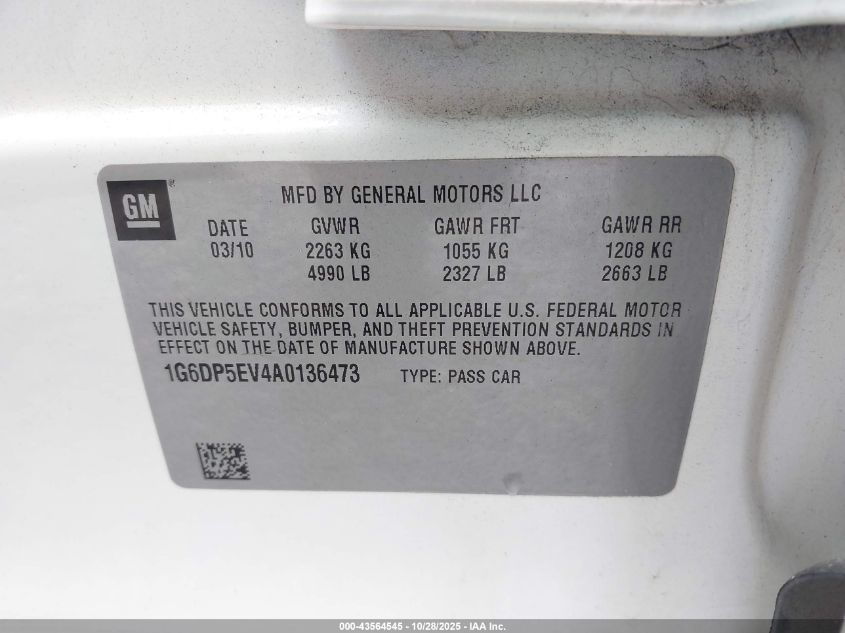 GM
MFD BY GENERAL MOTORS LLC
DATE GVWR GAWR FRT GAWR RR
03/10 2263 KG 1055 KG 1208 KG
4990 LB 2327 LB 2663 LB
THIS VEHICLE CONFORMS TO ALL APPLICABLE U.S. FEDERAL MOTOR
VEHICLE SAFETY, BUMPER, AND THEFT PREVENTION STANDARDS IN
EFFECT ON THE DATE OF MANUFACTURE SHOWN ABOVE.
1G6DP5EV4A0136473 TYPE: PASS CAR
000-43564545 - 10/28/2025 - IAA Inc.